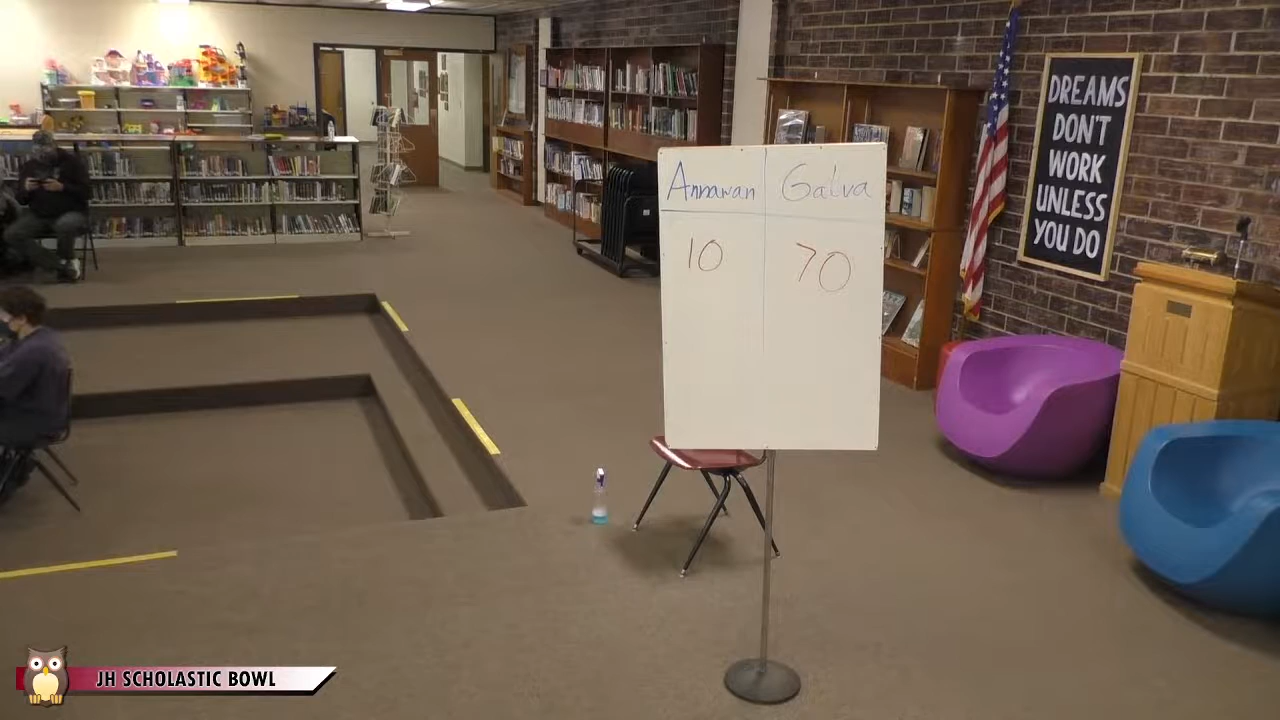 Annawan Galva
10 70
DREAMS
DON'T
WORK
UNLESS
YOU DO
JH SCHOLASTIC BOWL